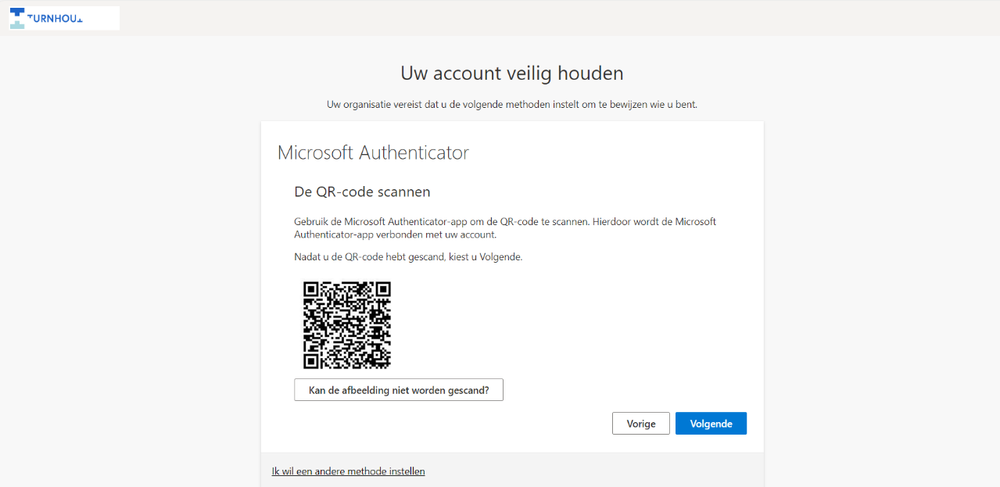 TURNHOUT
Uw account veilig houden
Uw organisatie vereist dat u de volgende methoden instelt om te bewijzen wie u bent.
Microsoft Authenticator
De QR-code scannen
Gebruik de Microsoft Authenticator-app om de QR-code te scannen. Hierdoor wordt de Microsoft
Authenticator-app verbonden met uw account.
Nadat u de QR-code hebt gescand, kiest u Volgende.
Kan de afbeelding niet worden gescand?
Vorige
Volgende
Ik wil een andere methode instellen